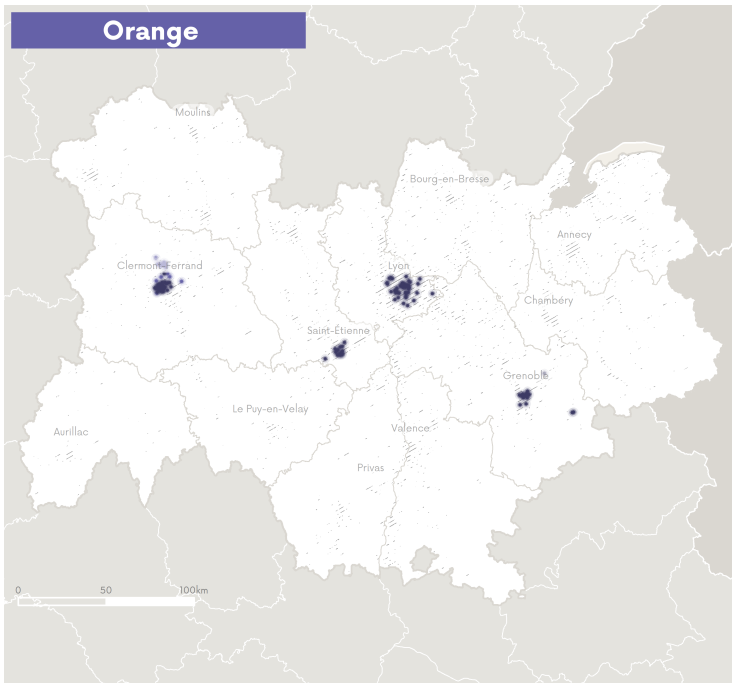 Orange
Moulins
Bourg-en-Bresse
Annecy
Clermont-Ferrand
Lyon
Chambéry
Saint-Étienne
Grenoble
Le Puy-en-Velay
Valence
Aurillac
Privas
0 50 100km